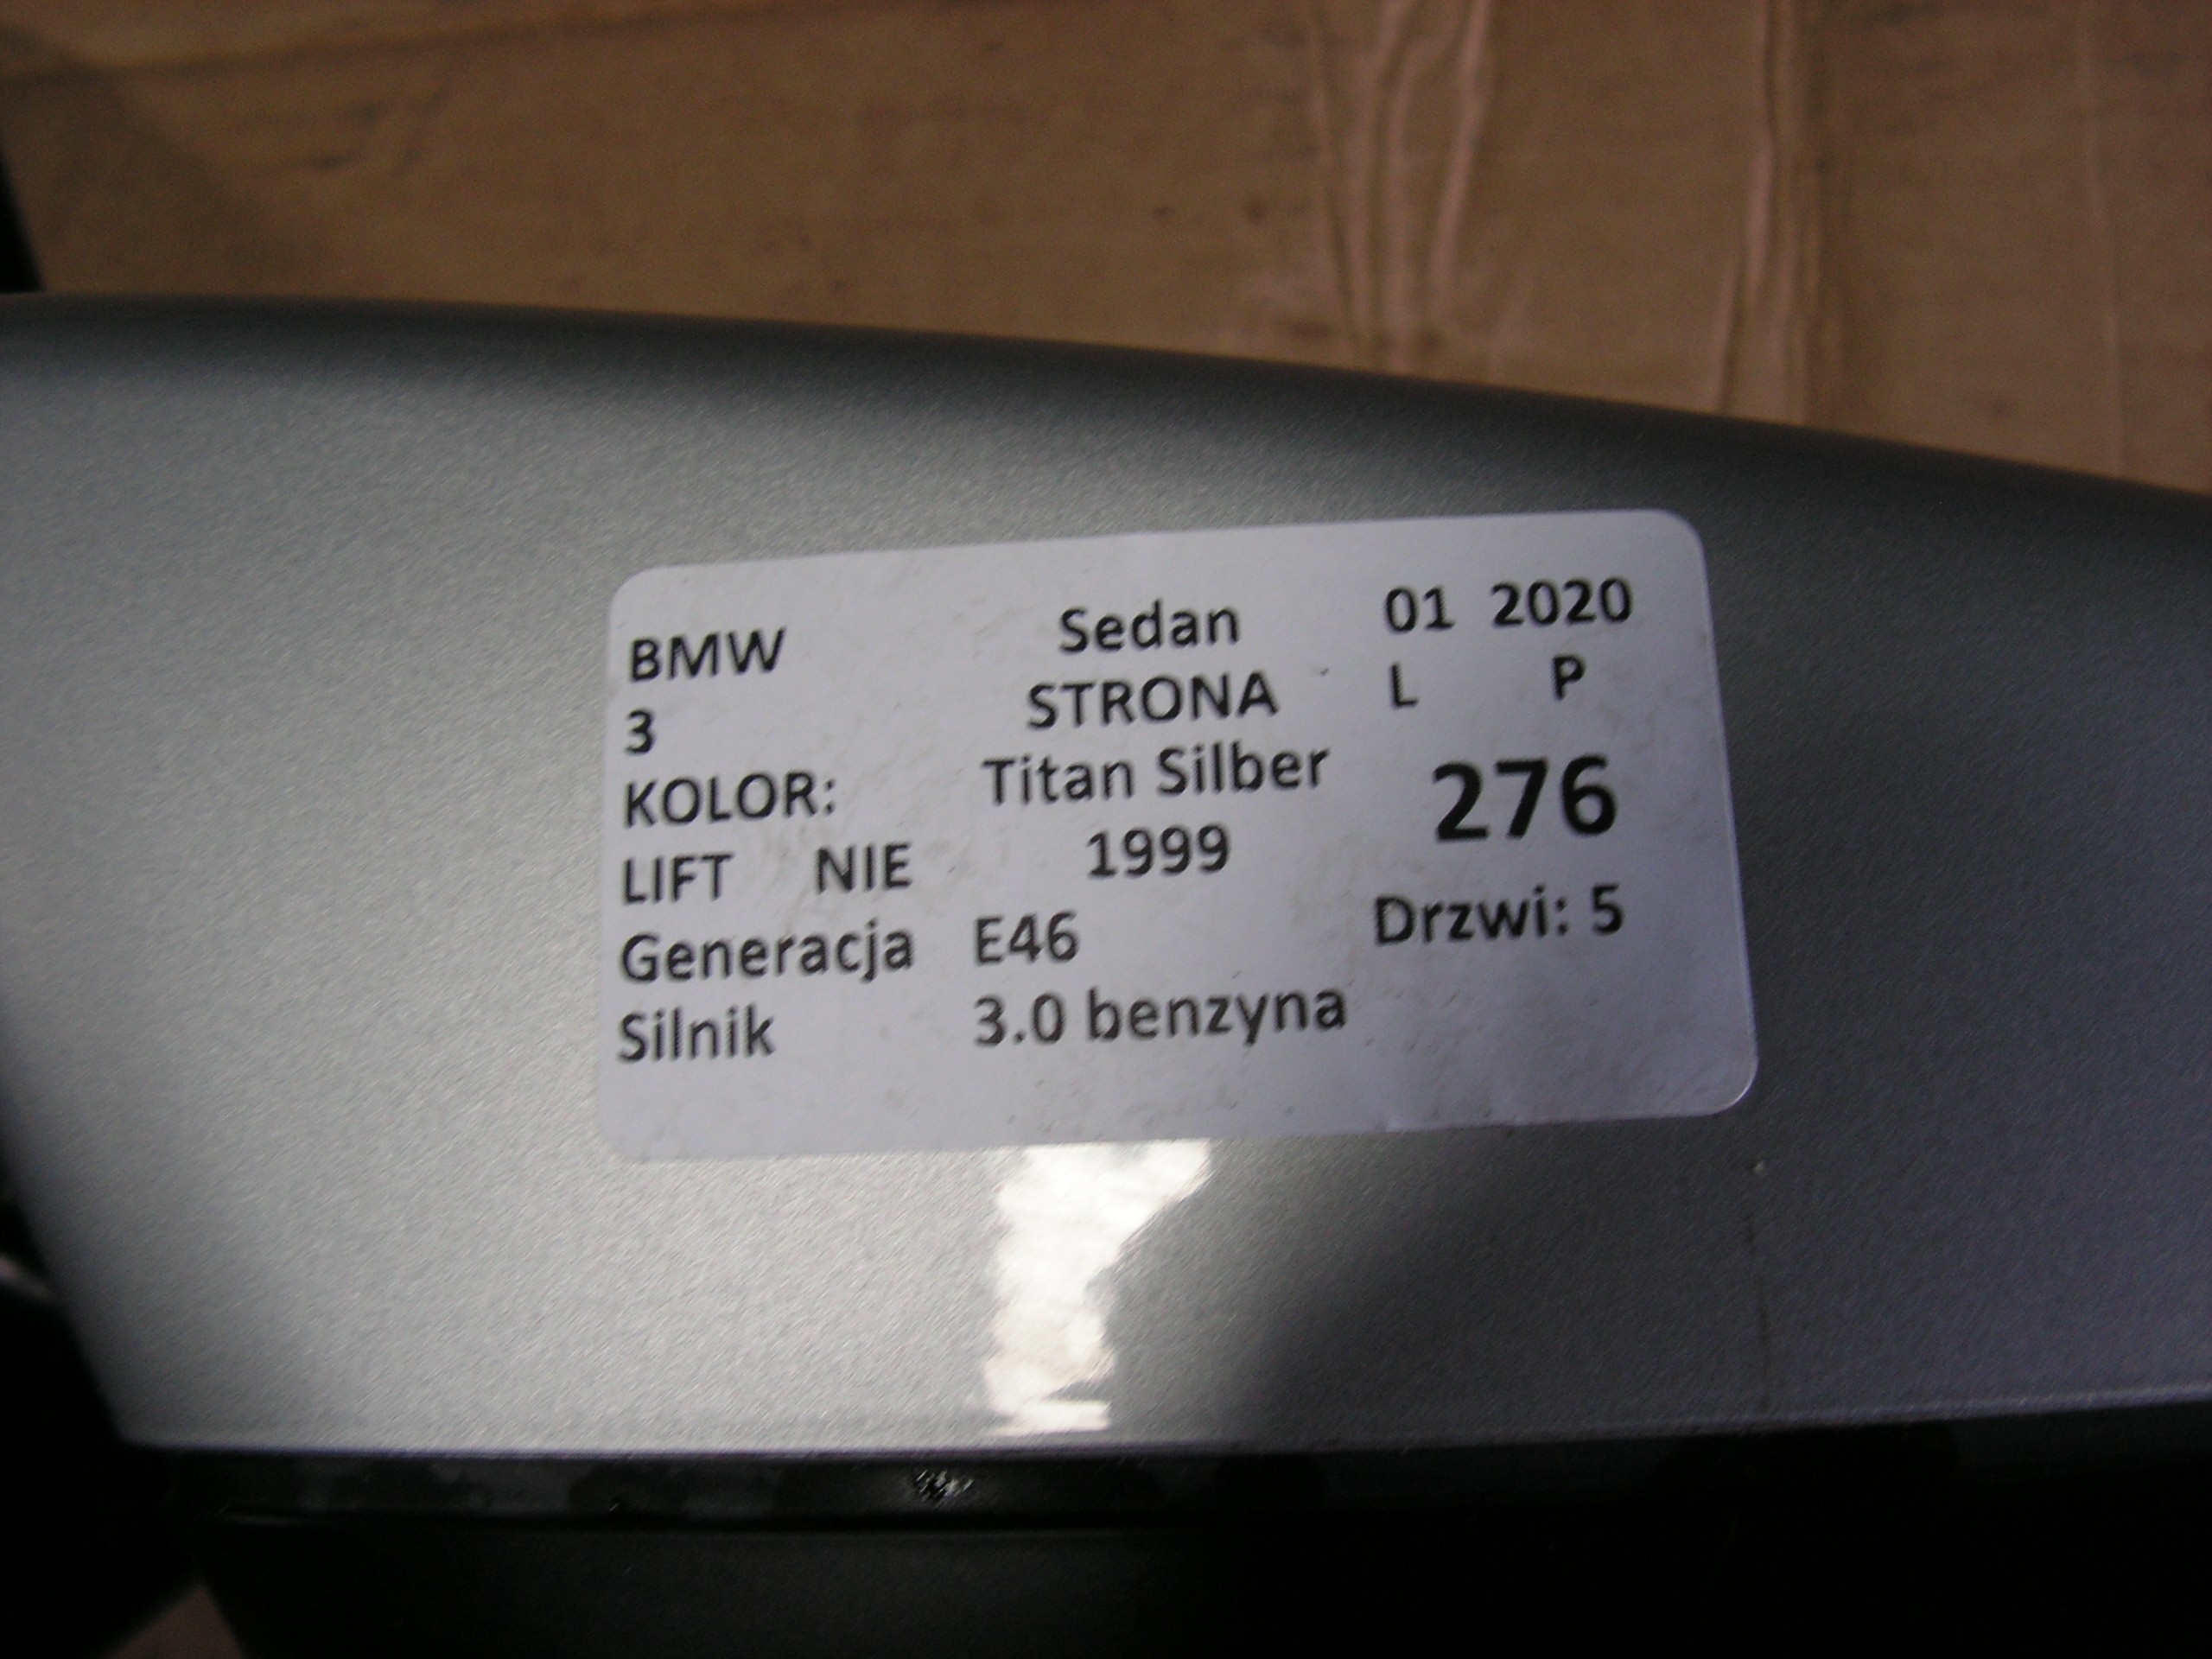 BMW Sedan 01 2020
3 STRONA L P
KOLOR: Titan Silber 276
LIFT NIE 1999
Generacja E46 Drzwi: 5
Silnik 3.0 benzyna